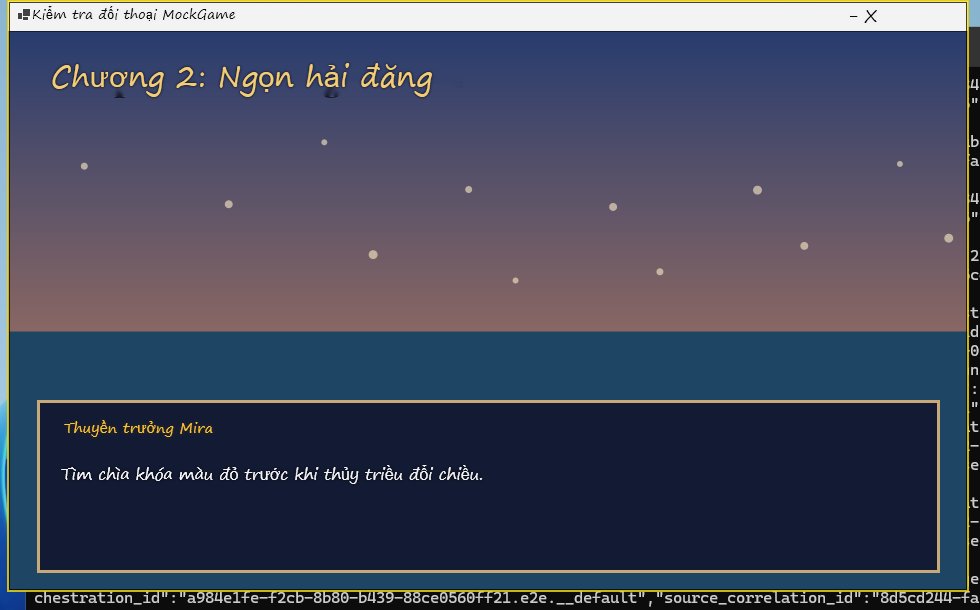 Kiểm tra đối thoại MockGame
Chương 2: Ngọn hải đăng
Thuyền trưởng Mira
Tìm chìa khóa màu đỏ trước khi thủy triều đổi chiều.
chestration_id":"a984e1fe-f2cb-8b80-b439-88ce0560ff21.e2e.__default","source_correlation_id":"8d5cd244-fa